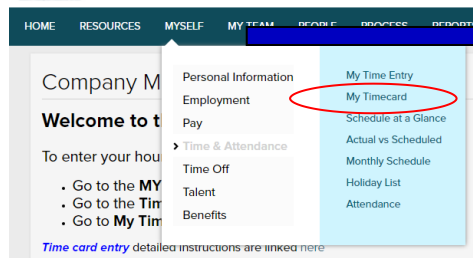 HOME RESOURCES MYSELF MY TEAM PEOPLE PROCESS REPORT
Company M
Welcome to t
To enter your hou
• Go to the MY
• Go to the Tim
• Go to My Tim
Time card entry detailed instructions are linked here
Personal Information
Employment
Pay
Time & Attendance
Time Off
Talent
Benefits
My Time Entry
My Timecard
Schedule at a Glance
Actual vs Scheduled
Monthly Schedule
Holiday List
Attendance